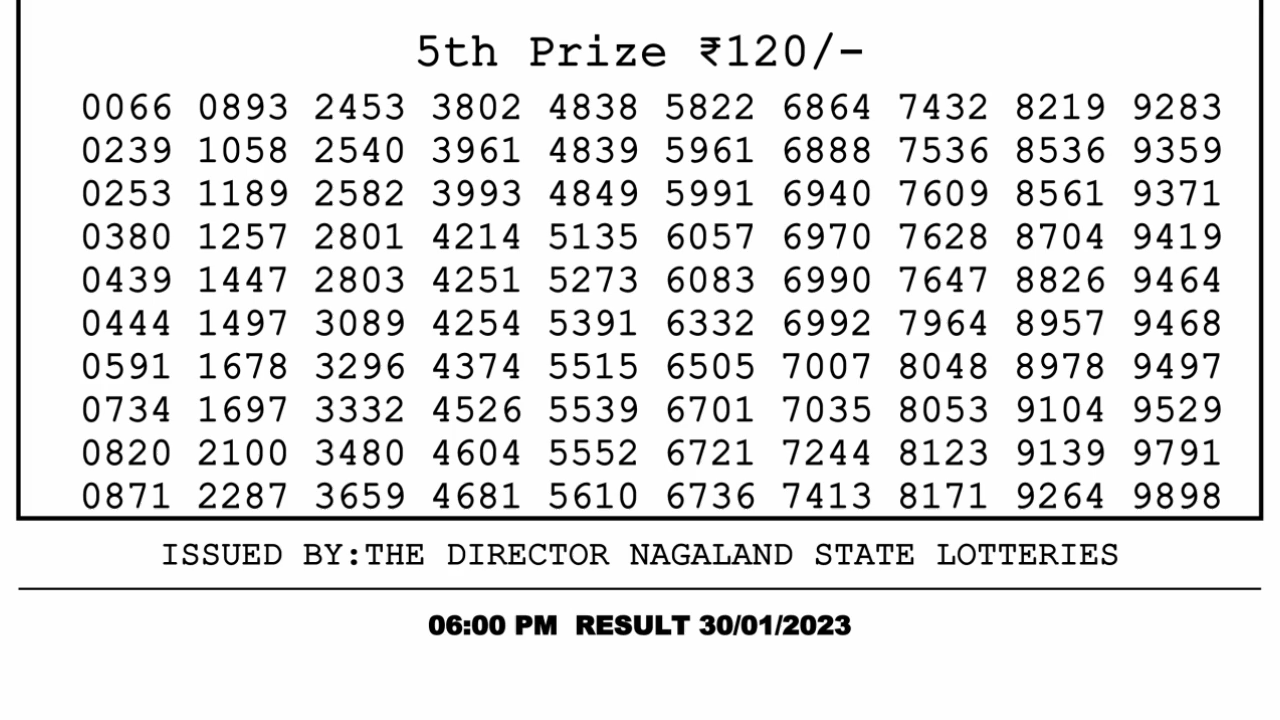 5th Prize ₹120/-
0066 0893 2453 3802 4838 5822 6864 7432 8219 9283
0239 1058 2540 3961 4839 5961 6888 7536 8536 9359
0253 1189 2582 3993 4849 5991 6940 7609 8561 9371
0380 1257 2801 4214 5135 6057 6970 7628 8704 9419
0439 1447 2803 4251 5273 6083 6990 7647 8826 9464
0444 1497 3089 4254 5391 6332 6992 7964 8957 9468
0591 1678 3296 4374 5515 6505 7007 8048 8978 9497
0734 1697 3332 4526 5539 6701 7035 8053 9104 9529
0820 2100 3480 4604 5552 6721 7244 8123 9139 9791
0871 2287 3659 4681 5610 6736 7413 8171 9264 9898
ISSUED BY:THE DIRECTOR NAGALAND STATE LOTTERIES
06:00 PM RESULT 30/01/2023